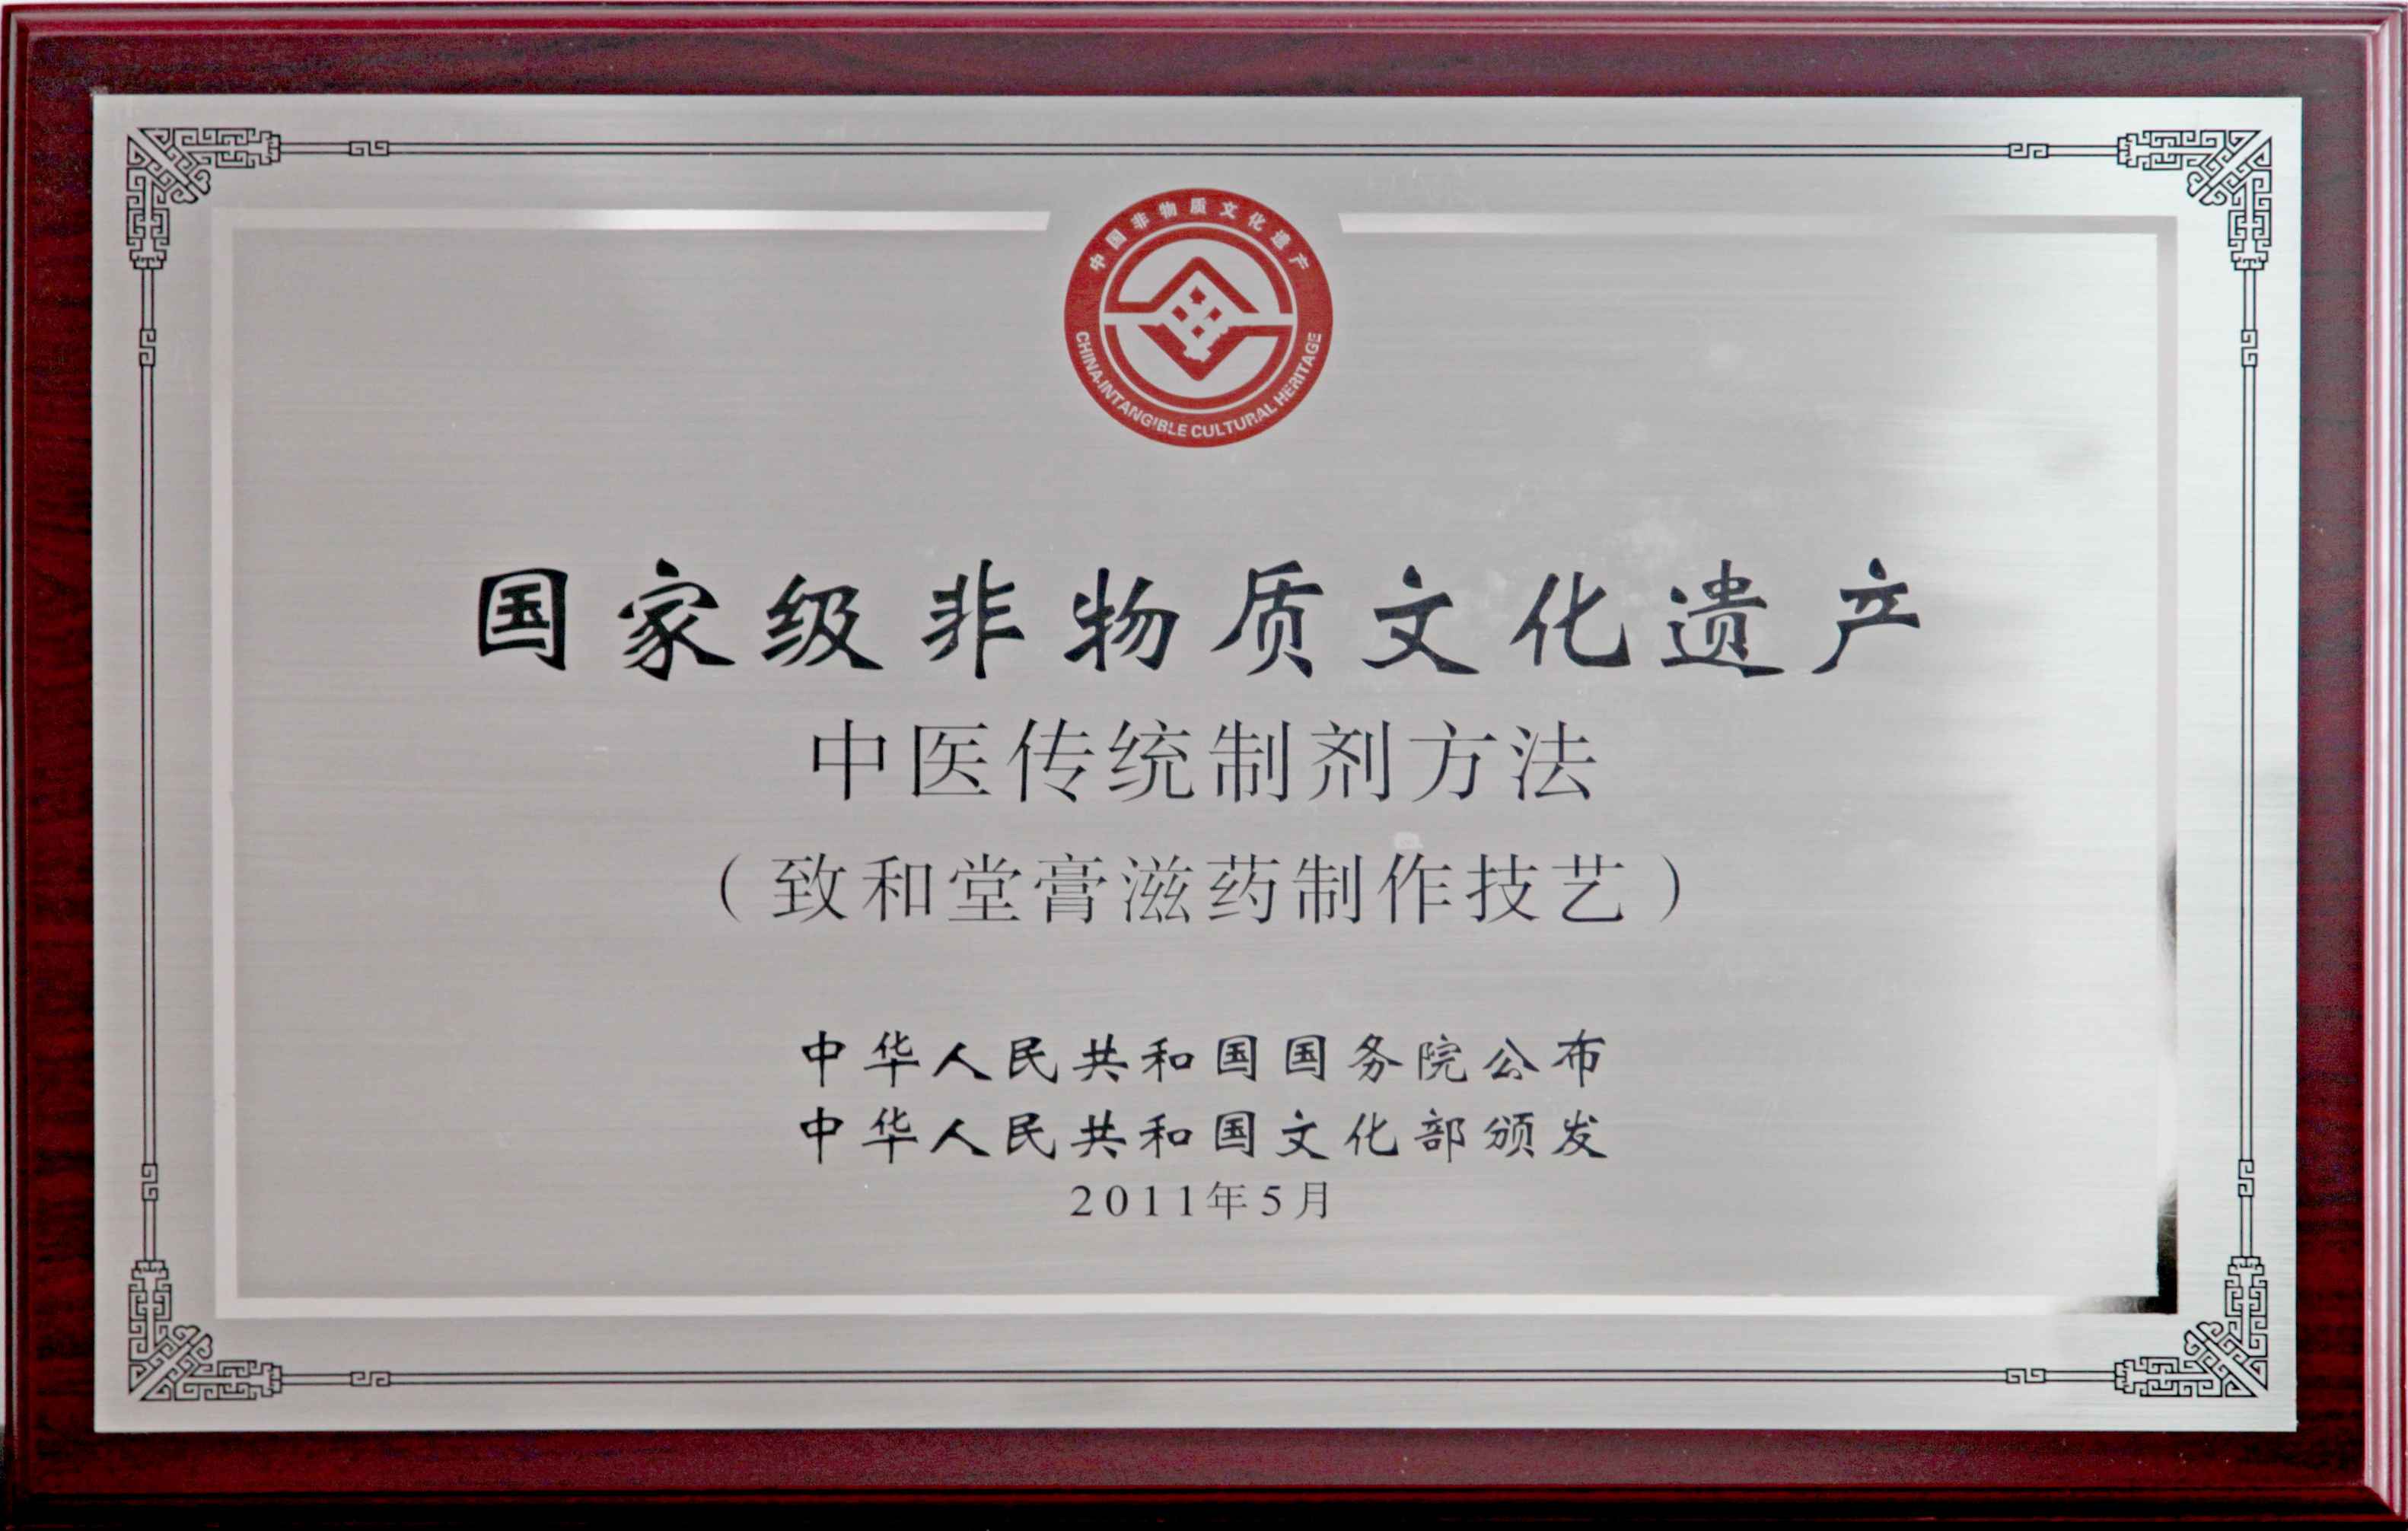 中国非物质文化遗产
CHINA-INTANGIBLE CULTURAL HERITAGE
国家级非物质文化遗产
中医传统制剂方法
（致和堂膏滋药制作技艺）
中华人民共和国国务院公布
中华人民共和国文化部颁发
2011年5月